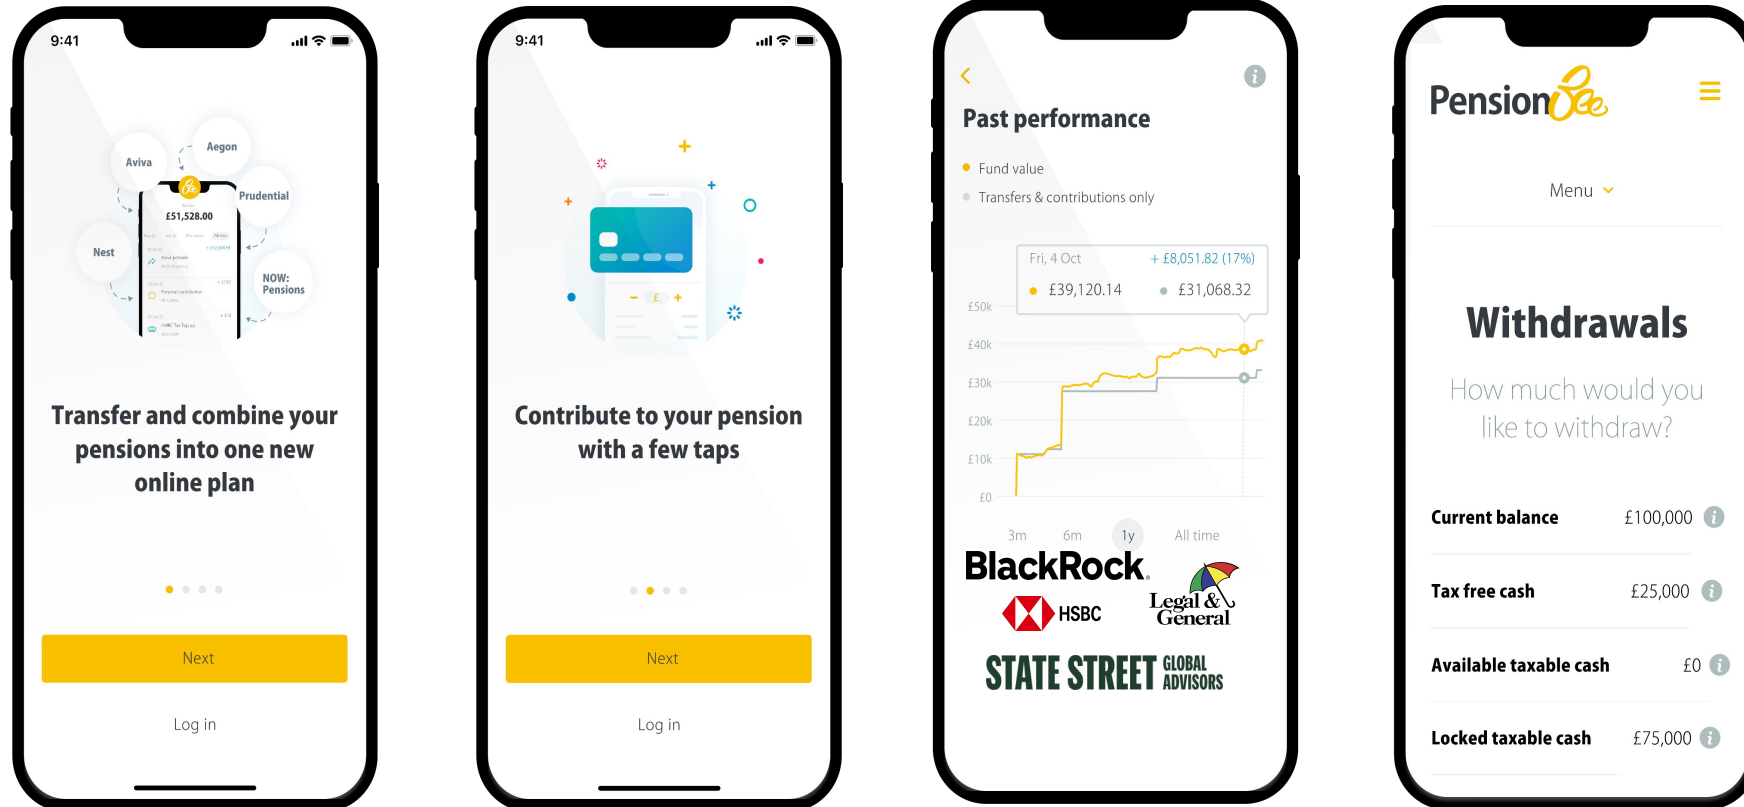 9:41
Aegon
Aviva
Prudential
£51,528.00
Nest
NOW:
Pensions
Transfer and combine your
pensions into one new
online plan
Next
Log in
9:41
£
Contribute to your pension
with a few taps
Next
Log in
Past performance
Fund value
Transfers & contributions only
Fri, 4 Oct + £8,051.82 (17%)
£39,120.14 £31,068.32
£50k
£40k
£30k
£20k
£10k
£0
3m 6m 1y All time
BlackRock.
HSBC
Legal &
General
STATE STREET GLOBAL
ADVISORS
PensionBee
Menu
Withdrawals
How much would you
like to withdraw?
Current balance £100,000
Tax free cash £25,000
Available taxable cash £0
Locked taxable cash £75,000